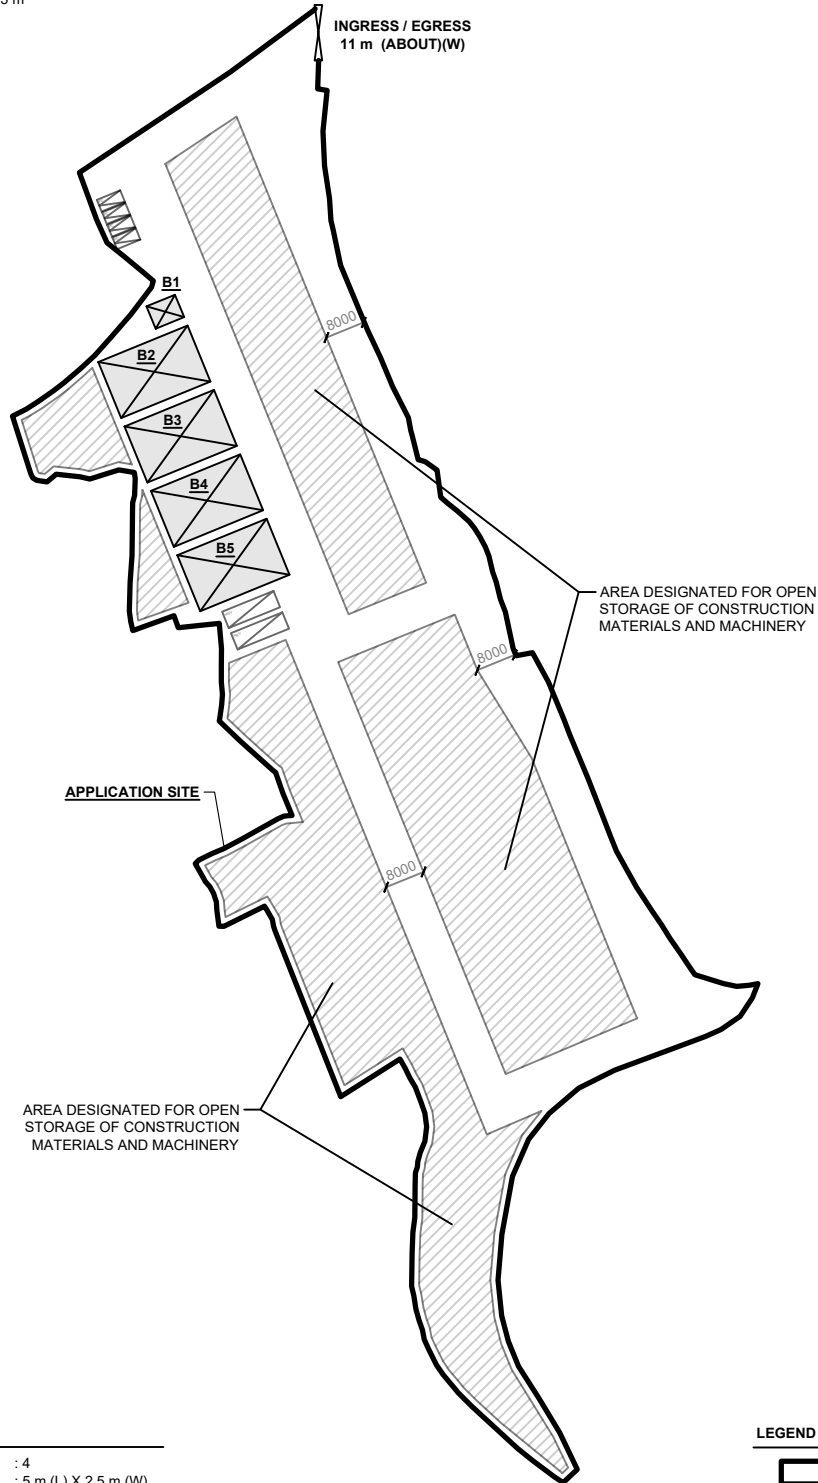 INGRESS / EGRESS
11 m (ABOUT)(W)
B1
8000
B2
B3
B4
B5
AREA DESIGNATED FOR OPEN
STORAGE OF CONSTRUCTION
MATERIALS AND MACHINERY
8000
APPLICATION SITE
8000
AREA DESIGNATED FOR OPEN
STORAGE OF CONSTRUCTION
MATERIALS AND MACHINERY
LEGEND
: 4
: 5 m (L) X 2.5 m (W)